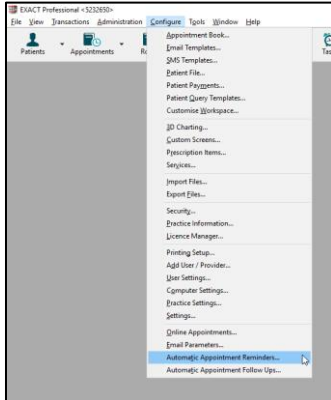 EXACT Professional <5232650>
File View Transactions Administration Configure Tools Window Help
Patients
Appointments
Appointment Book...
Email Templates...
SMS Templates...
Patient File...
Patient Payments...
Patient Query Templates...
Customise Workspace...
3D Charting...
Custom Screens...
Prescription Items...
Services...
Import Files...
Export Files...
Security...
Practice Information...
Licence Manager...
Printing Setup...
Add User / Provider...
User Settings...
Computer Settings...
Practice Settings...
Settings...
Online Appointments...
Email Parameters...
Automatic Appointment Reminders...
Automatic Appointment Follow Ups...